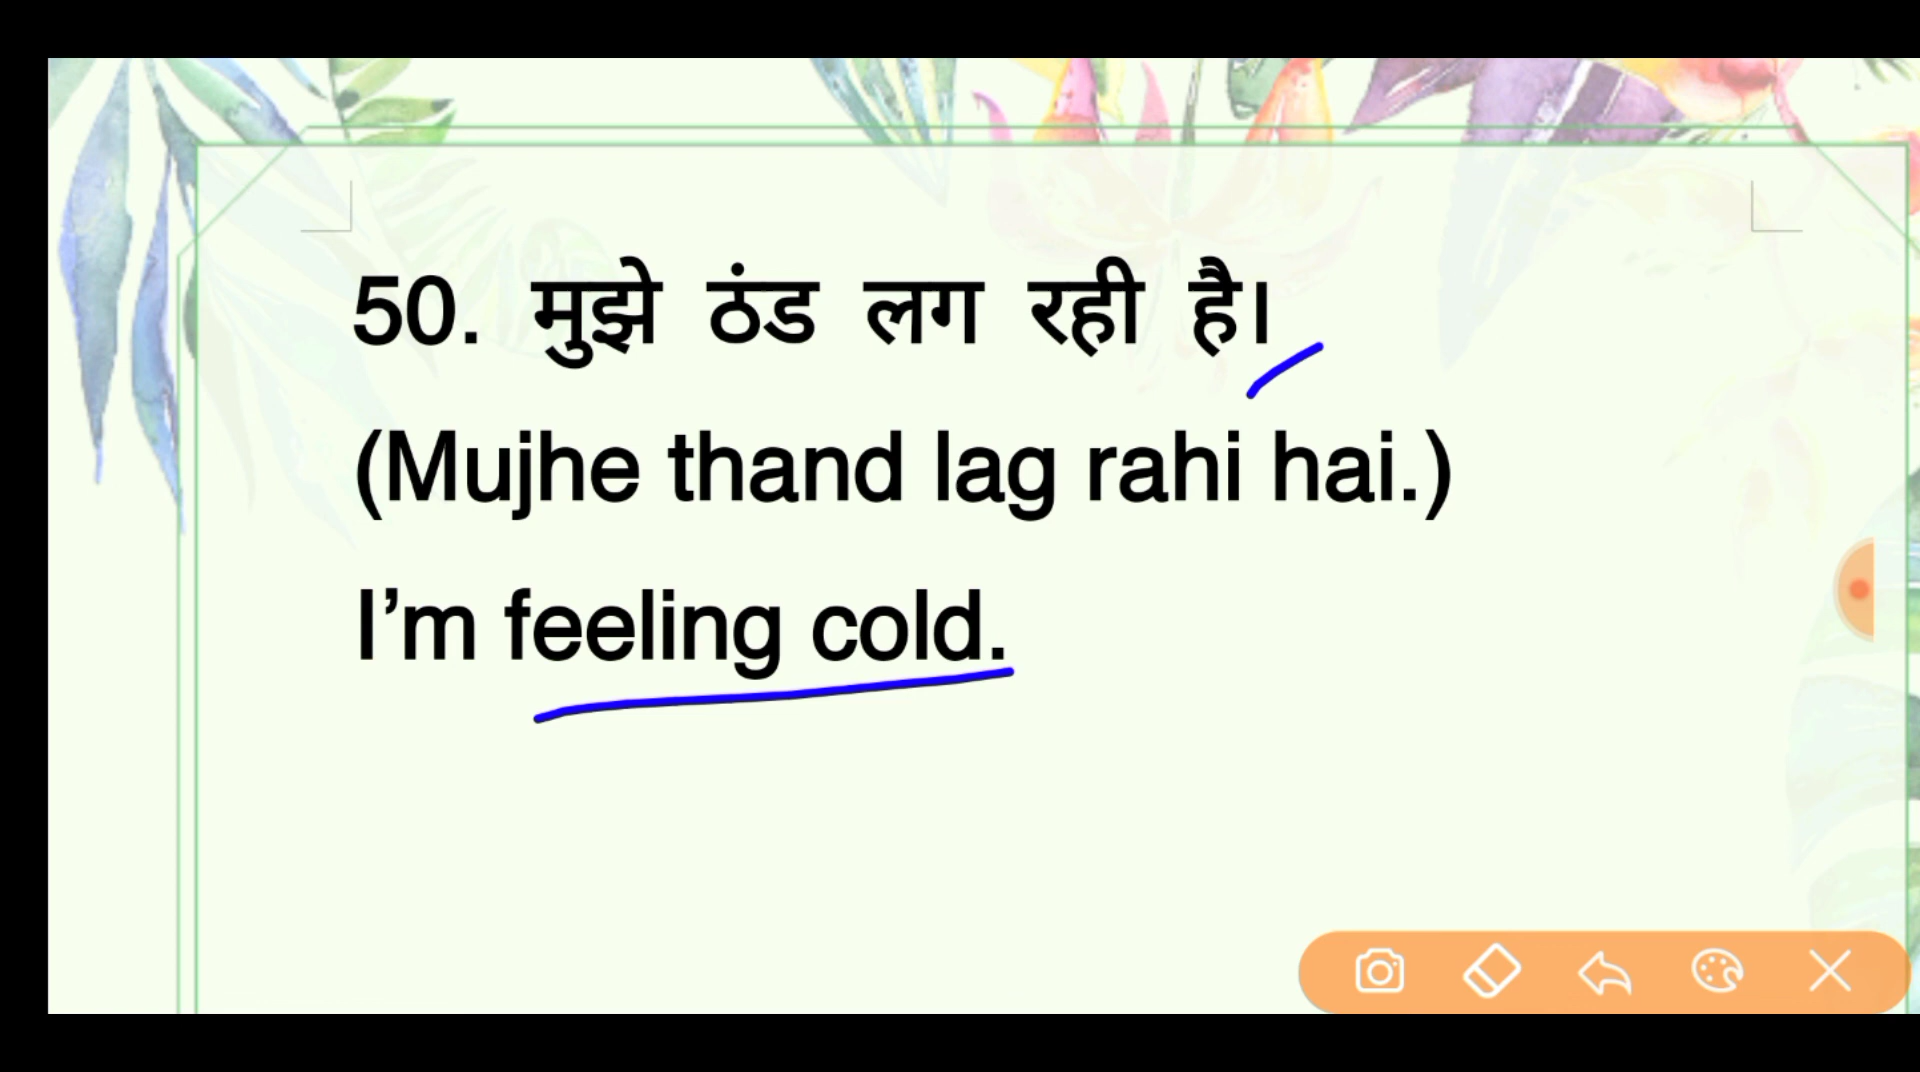 50. मुझे ठंड लग रही है।
(Mujhe thand lag rahi hai.)
I’m feeling cold.